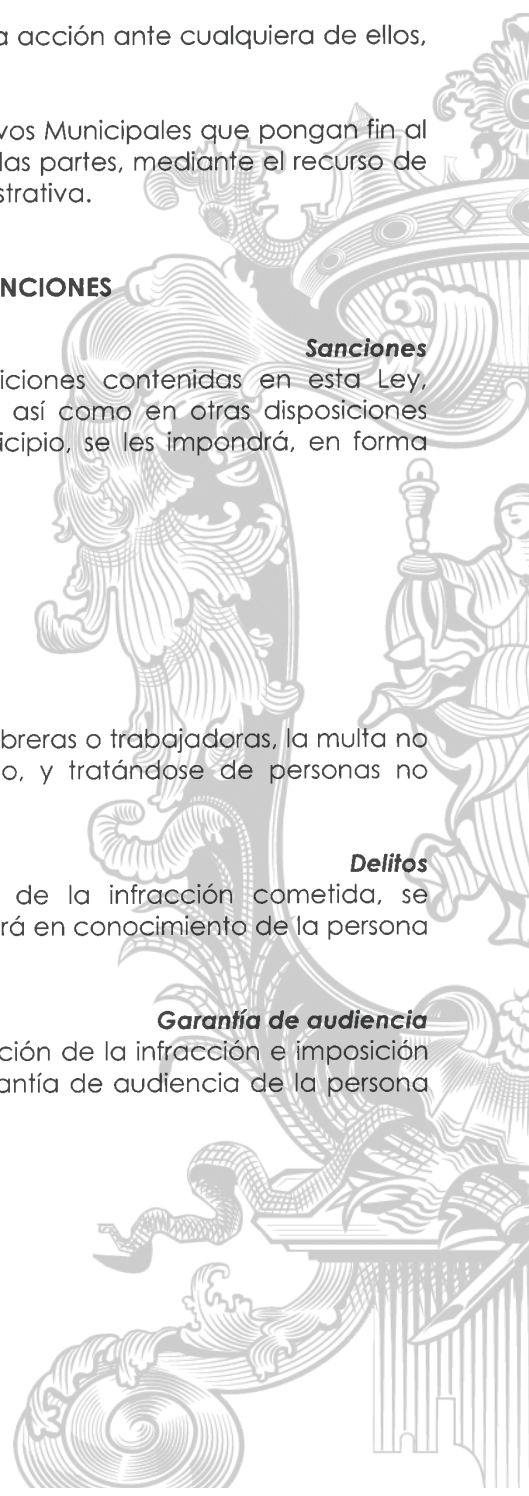 a acción ante cualquiera de ellos,
vos Municipales que pongan fin al
las partes, mediante el recurso de
strativa.
NCIONES
Sanciones
iciones contenidas en esta Ley,
así como en otras disposiciones
icipio, se les impondrá, en forma
breras o trabajadoras, la multa no
o, y tratándose de personas no
Delitos
de la infracción cometida, se
rá en conocimiento de la persona
Garantía de audiencia
ción de la infracción e imposición
antía de audiencia de la persona